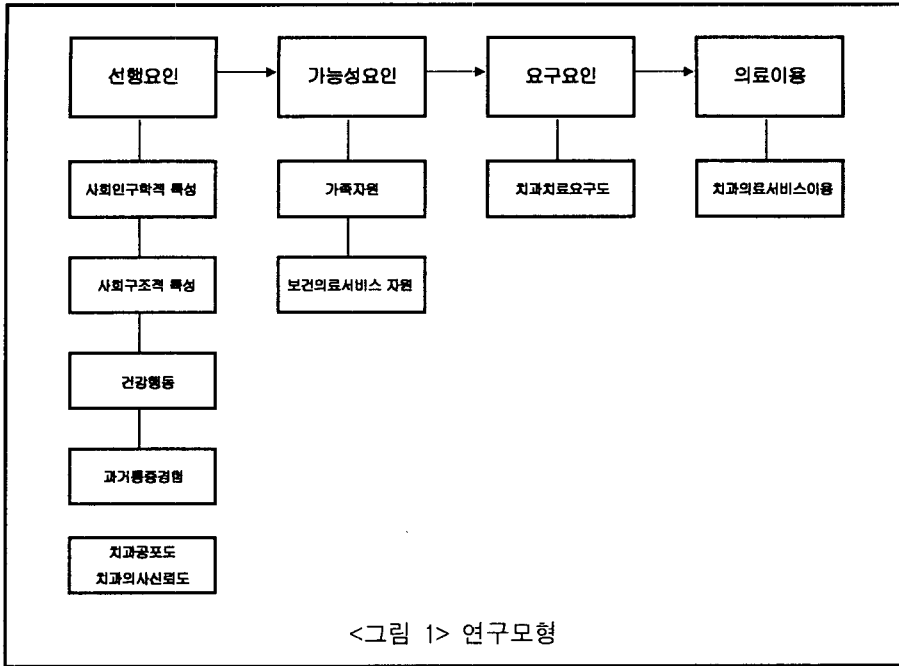 선행요인
가능성요인
요구요인
의료이용
사회인구학적 특성
가족자원
치과치료요구도
치과의료서비스이용
사회구조적 특성
보건의료서비스 자원
건강행동
과거통증경험
치과공포도
치과의사신뢰도
<그림 1> 연구모형